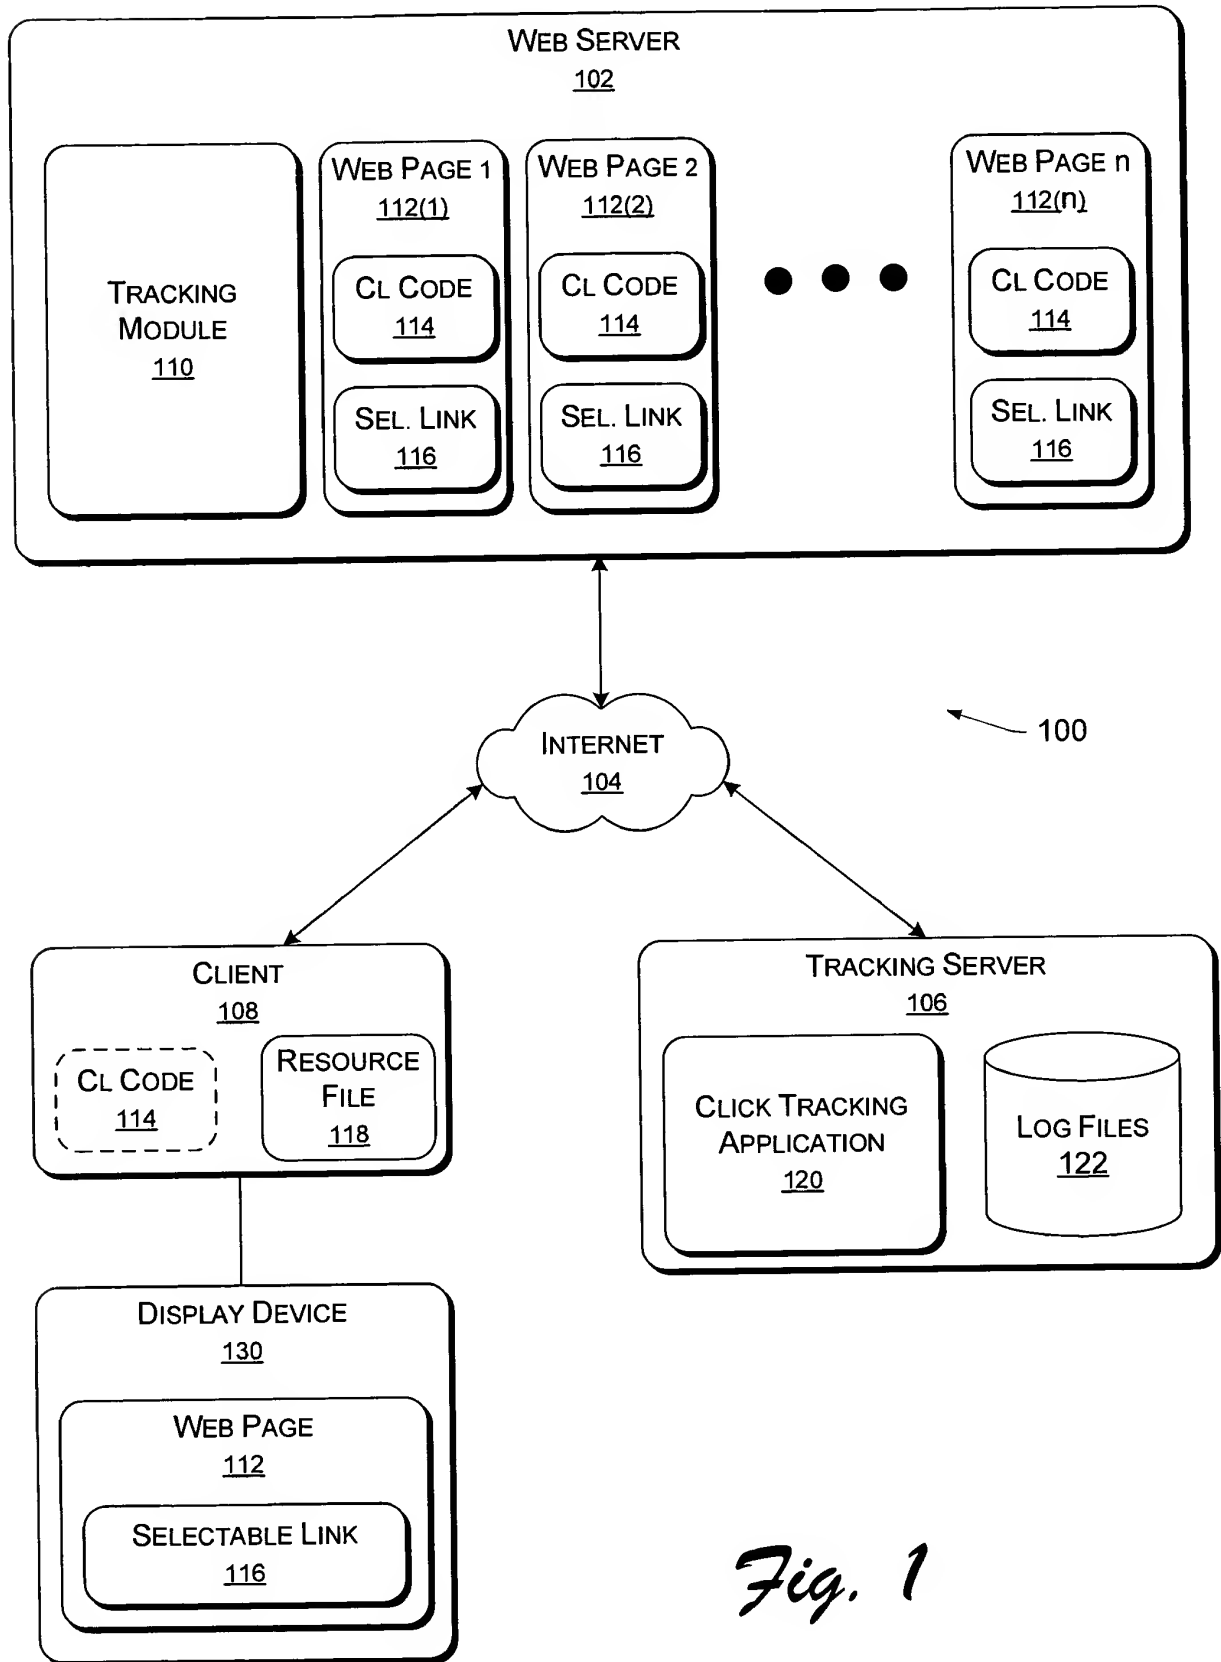 WEB SERVER
102
TRACKING
MODULE
110
WEB PAGE 1
112(1)
CL CODE
114
SEL. LINK
116
WEB PAGE 2
112(2)
CL CODE
114
SEL. LINK
116
WEB PAGE n
112(n)
CL CODE
114
SEL. LINK
116
INTERNET
104
100
CLIENT
108
CL CODE
114
RESOURCE
FILE
118
TRACKING SERVER
106
CLICK TRACKING
APPLICATION
120
LOG FILES
122
DISPLAY DEVICE
130
WEB PAGE
112
SELECTABLE LINK
116
Fig. 1